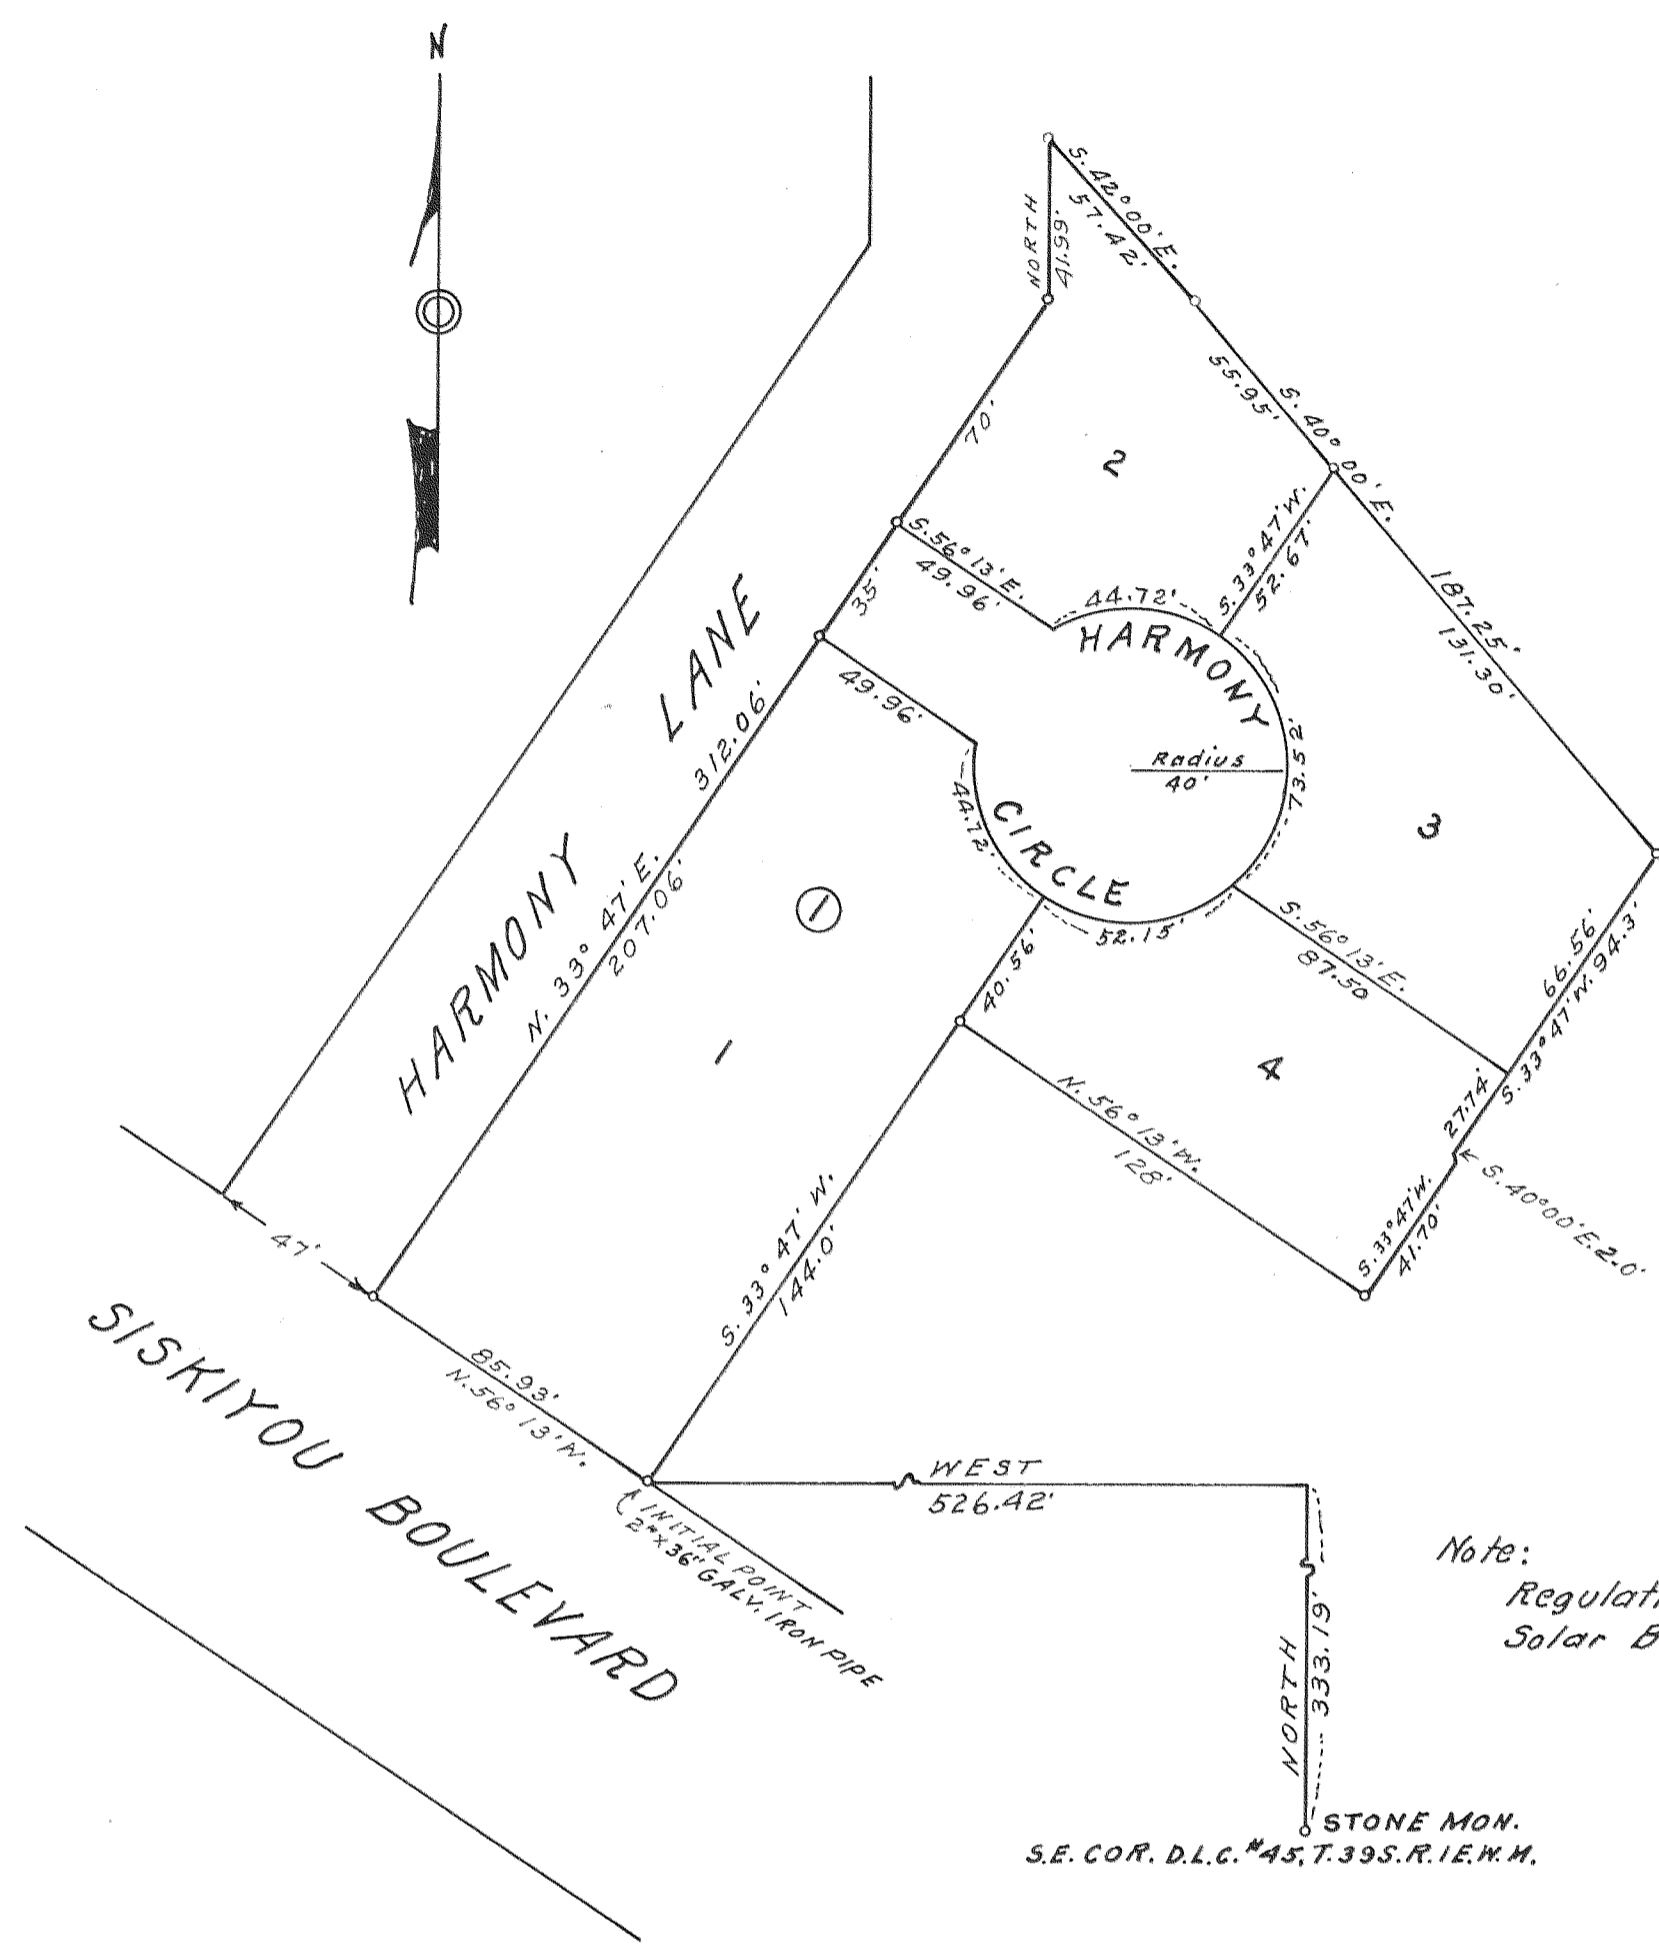 N
S. 42° 00' E.
57.42'
NORTH
41.99'
55.95'
S. 40° 00' E.
187.25'
131.30'
70'
2
S. 33° 47' W.
52.67'
S. 56° 13' E.
49.96'
35'
44.72'
HARMONY
CIRCLE
Radius
40'
73.52'
49.96'
44.72'
52.15'
3
HARMONY LANE
N. 33° 47' E. 312.06'
207.06'
1
1
40.56'
S. 56° 13' E.
87.50
66.56'
S. 33° 47' W. 94.3'
4
27.74'
S. 40° 00' E. 2.0'
N. 56° 13' W.
128'
S. 33° 47' W.
41.70'
S. 33° 47' W.
144.0'
47'
85.93'
N. 56° 13' W.
SISKIYOU BOULEVARD
INITIAL POINT
2" x 36" GALV. IRON PIPE
WEST
526.42'
NORTH
333.19'
STONE MON.
S.E. COR. D.L.C. #45, T. 39 S. R. 1 E. W. M.
Note:
Solar B